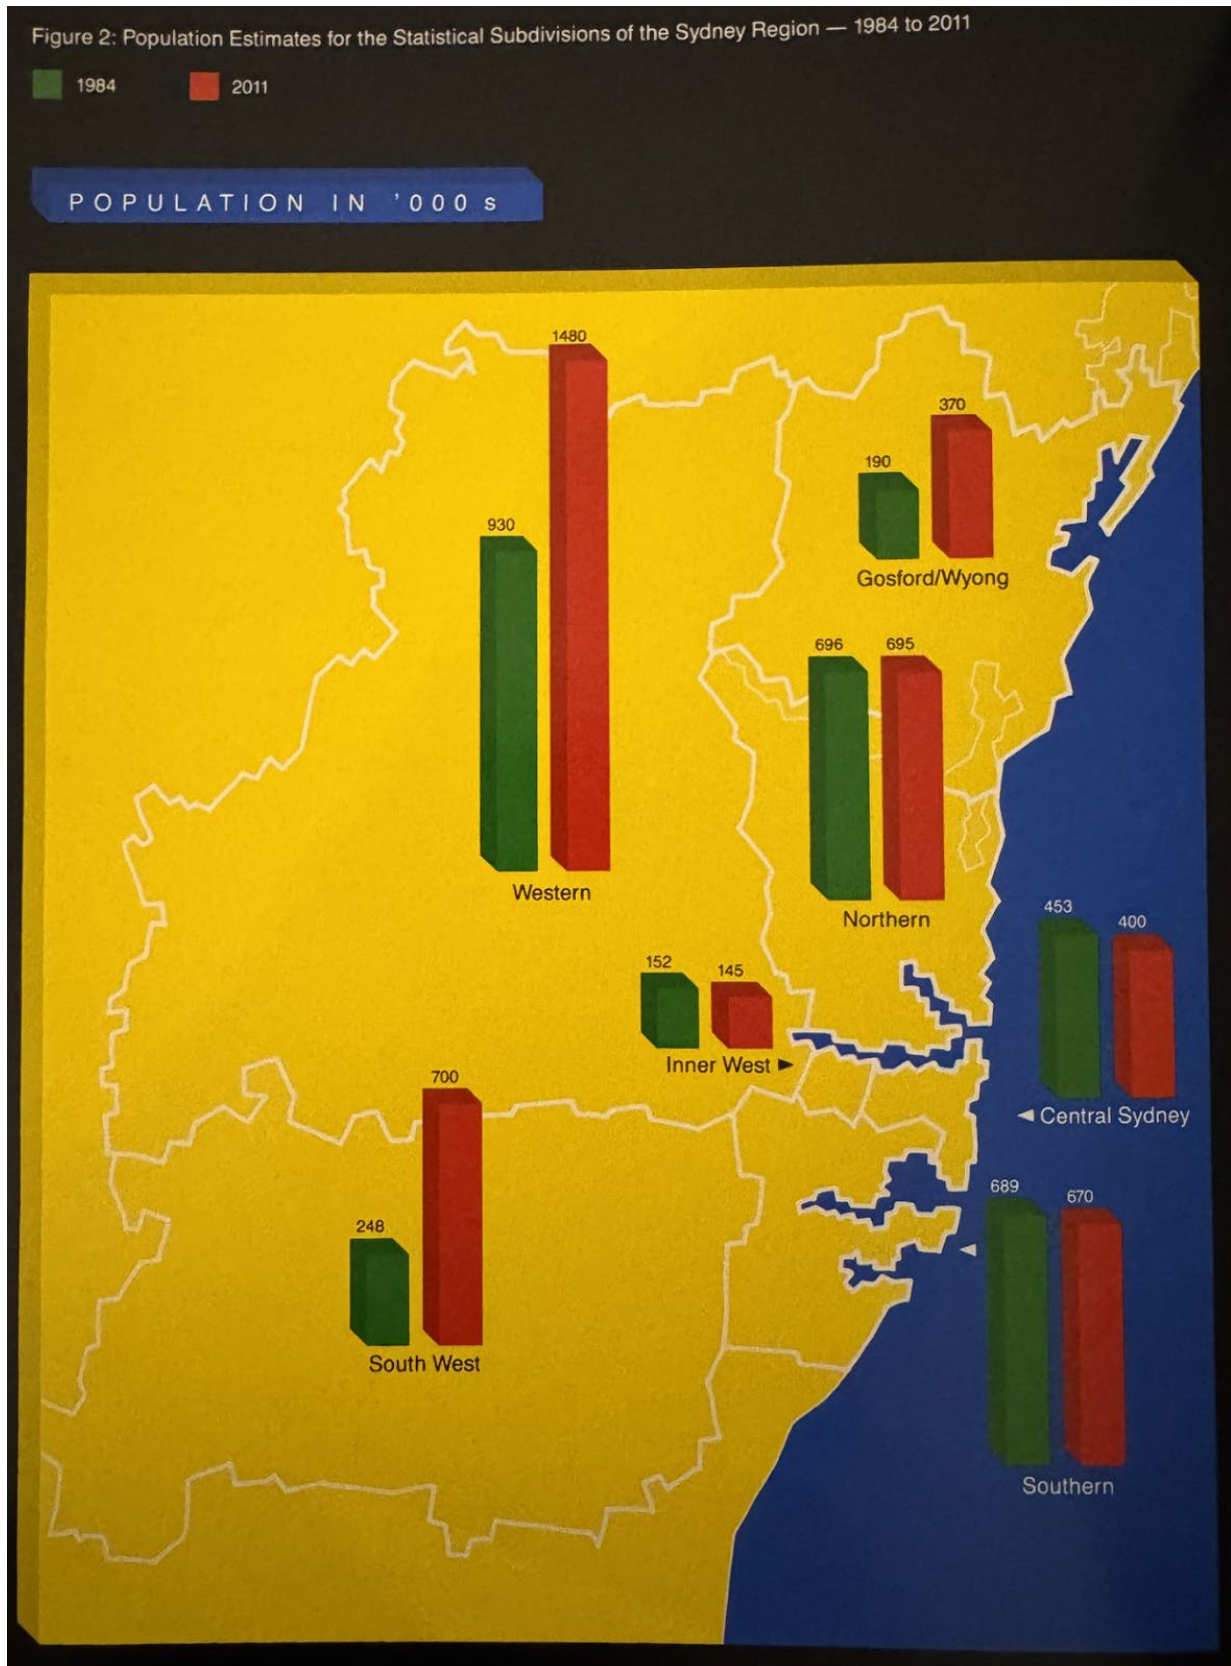 Figure 2: Population Estimates for the Statistical Subdivisions of the Sydney Region — 1984 to 2011
1984 2011
POPULATION IN '000s
1480
930
Western
370
190
Gosford/Wyong
696 695
Northern
453 400
◄ Central Sydney
152 145
Inner West ►
700
248
South West
689 670
◄
Southern